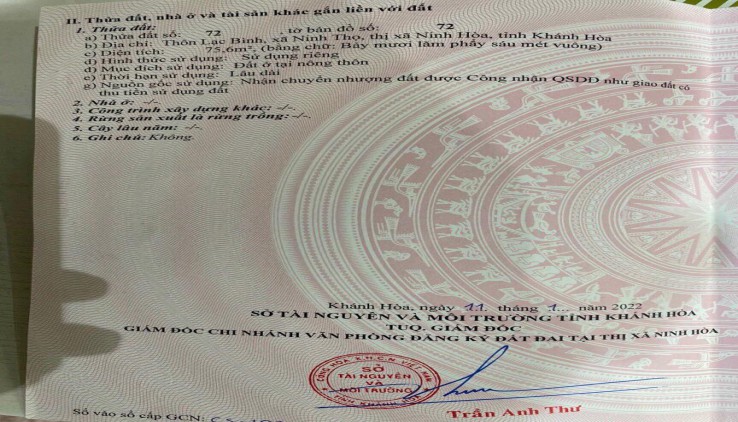 II. Thửa đất, nhà ở và tài sản khác gắn liền với đất
1. Thửa đất:
a) Thửa đất số: 72 , tờ bản đồ số: 72
b) Địa chỉ: Thôn Lạc Bình, xã Ninh Thọ, thị xã Ninh Hòa, tỉnh Khánh Hòa
c) Diện tích: 75,6m², (bằng chữ: Bảy mươi lăm phẩy sáu mét vuông)
d) Hình thức sử dụng: Sử dụng riêng
đ) Mục đích sử dụng: Đất ở tại nông thôn
e) Thời hạn sử dụng: Lâu dài
g) Nguồn gốc sử dụng: Nhận chuyển nhượng đất được Công nhận QSDĐ như giao đất có
thu tiền sử dụng đất
2. Nhà ở: -/-.
3. Công trình xây dựng khác: -/-.
4. Rừng sản xuất là rừng trồng: -/-.
5. Cây lâu năm: -/-.
6. Ghi chú: Không.
Khánh Hòa, ngày 11 tháng 1 năm 2022
SỞ TÀI NGUYÊN VÀ MÔI TRƯỜNG TỈNH KHÁNH HÒA
TUQ. GIÁM ĐỐC
GIÁM ĐỐC CHI NHÁNH VĂN PHÒNG ĐĂNG KÝ ĐẤT ĐAI TẠI THỊ XÃ NINH HÒA
CỘNG HÒA X.H.C.N VIỆT NAM
SỞ
TÀI NGUYÊN
VÀ
MÔI TRƯỜNG
TỈNH KHÁNH HÒA
Trần Anh Thư
Số vào sổ cấp GCN: